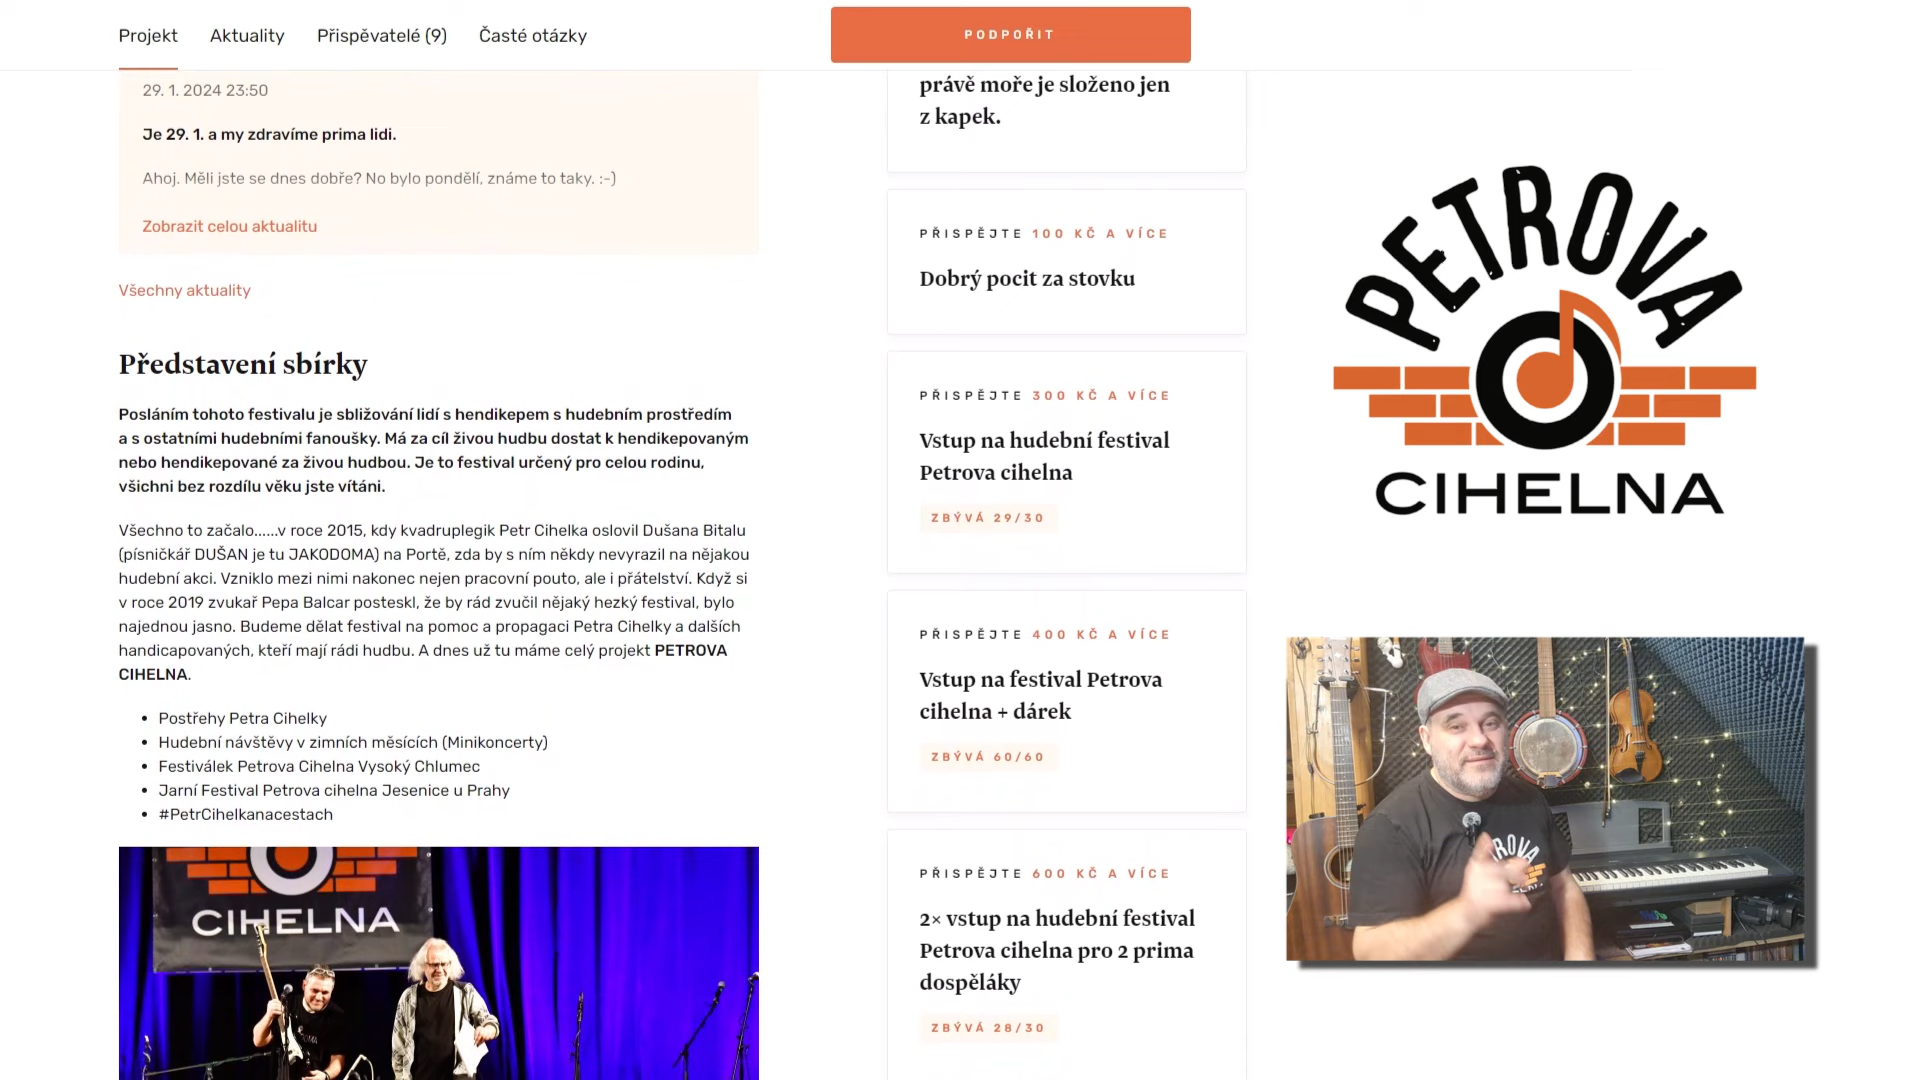 Projekt
Aktuality
Přispěvatelé (9)
Časté otázky
PODPOŘIT
29. 1. 2024 23:50
Je 29. 1. a my zdravíme prima lidi.
Ahoj. Měli jste se dnes dobře? No bylo pondělí, známe to taky. :-)
Zobrazit celou aktualitu
Všechny aktuality
Představení sbírky
Posláním tohoto festivalu je sbližování lidí s hendikepem s hudebním prostředím
a s ostatními hudebními fanoušky. Má za cíl živou hudbu dostat k hendikepovaným
nebo hendikepované za živou hudbou. Je to festival určený pro celou rodinu,
všichni bez rozdílu věku jste vítáni.
Všechno to začalo......v roce 2015, kdy kvadruplegik Petr Cihelka oslovil Dušana Bitalu
(písničkář DUŠAN je tu JAKODOMA) na Portě, zda by s ním někdy nevyrazil na nějakou
hudební akci. Vzniklo mezi nimi nakonec nejen pracovní pouto, ale i přátelství. Když si
v roce 2019 zvukař Pepa Balcar posteskl, že by rád zvučil nějaký hezký festival, bylo
najednou jasno. Budeme dělat festival na pomoc a propagaci Petra Cihelky a dalších
handicapovaných, kteří mají rádi hudbu. A dnes už tu máme celý projekt PETROVA
CIHELNA.
• Postřehy Petra Cihelky
• Hudební návštěvy v zimních měsících (Minikoncerty)
• Festiválek Petrova Cihelna Vysoký Chlumec
• Jarní Festival Petrova cihelna Jesenice u Prahy
• #PetrCihelkanacestach
CIHELNA
právě moře je složeno jen
z kapek.
PŘISPĚJTE 100 KČ A VÍCE
Dobrý pocit za stovku
PŘISPĚJTE 300 KČ A VÍCE
Vstup na hudební festival
Petrova cihelna
ZBÝVÁ 29/30
PŘISPĚJTE 400 KČ A VÍCE
Vstup na festival Petrova
cihelna + dárek
ZBÝVÁ 60/60
PŘISPĚJTE 600 KČ A VÍCE
2× vstup na hudební festival
Petrova cihelna pro 2 prima
dospěláky
ZBÝVÁ 28/30
PETROVA
CIHELNA
ROVA